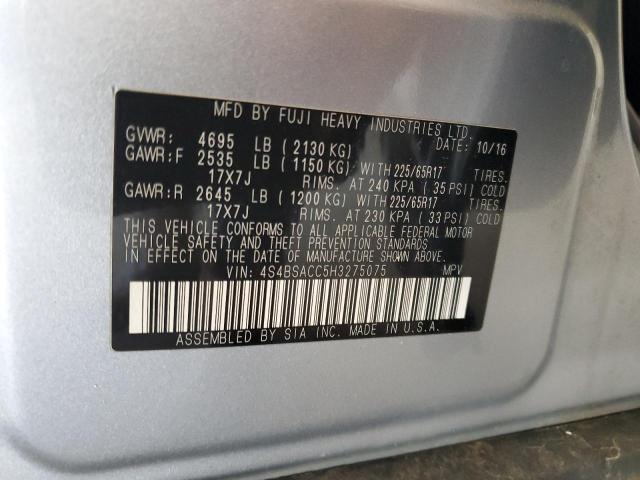 MFD BY FUJI HEAVY INDUSTRIES LTD.
GVWR: 4695 LB (2130 KG) DATE: 10/16
GAWR:F 2535 LB (1150 KG) WITH 225/65R17 TIRES.
17X7J RIMS. AT 240 KPA (35 PSI) COLD
GAWR:R 2645 LB (1200 KG) WITH 225/65R17 TIRES.
17X7J RIMS. AT 230 KPA (33 PSI) COLD
THIS VEHICLE CONFORMS TO ALL APPLICABLE FEDERAL MOTOR
VEHICLE SAFETY AND THEFT PREVENTION STANDARDS
IN EFFECT ON THE DATE OF MANUFACTURE SHOWN ABOVE.
VIN: 4S4BSACC5H3275075 MPV
ASSEMBLED BY SIA INC. MADE IN U.S.A.